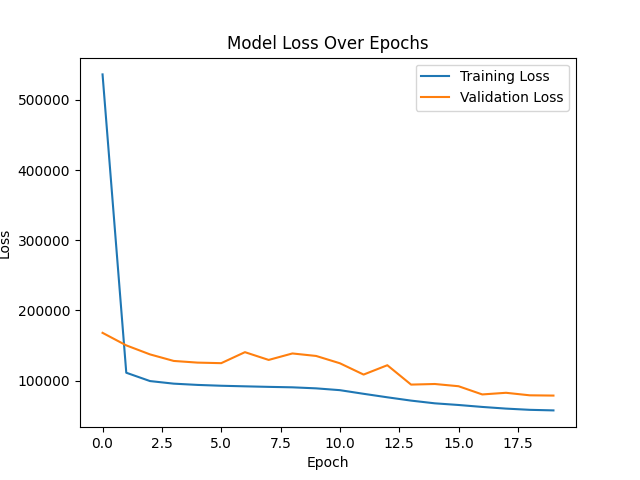 Model Loss Over Epochs
Training Loss
Validation Loss
500000
400000
300000
200000
100000
Loss
0.0 2.5 5.0 7.5 10.0 12.5 15.0 17.5
Epoch